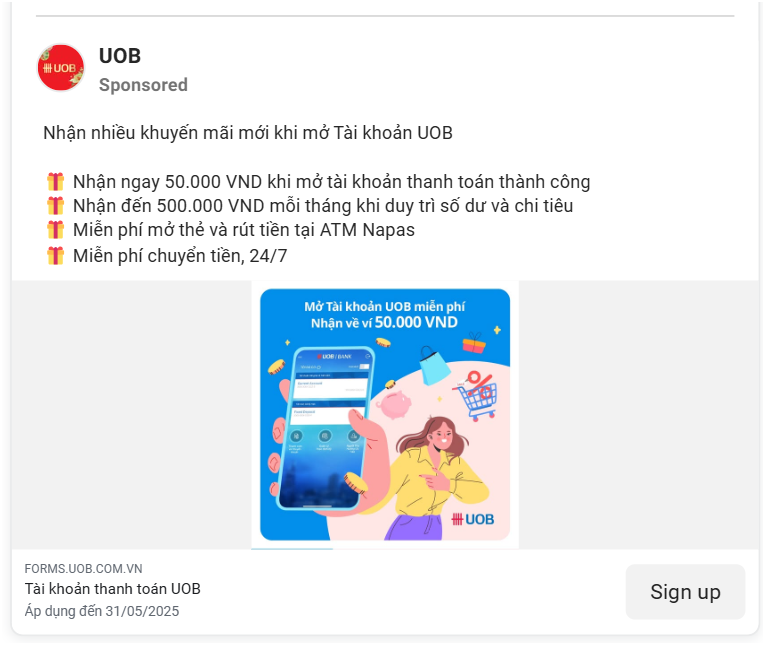 UOB
UOB
Sponsored
Nhận nhiều khuyến mãi mới khi mở Tài khoản UOB
Nhận ngay 50.000 VND khi mở tài khoản thanh toán thành công
Nhận đến 500.000 VND mỗi tháng khi duy trì số dư và chi tiêu
Miễn phí mở thẻ và rút tiền tại ATM Napas
Miễn phí chuyển tiền, 24/7
Mở Tài khoản UOB miễn phí
Nhận về ví 50.000 VND
UOB BANK
%
UOB
FORMS.UOB.COM.VN
Tài khoản thanh toán UOB
Áp dụng đến 31/05/2025
Sign up